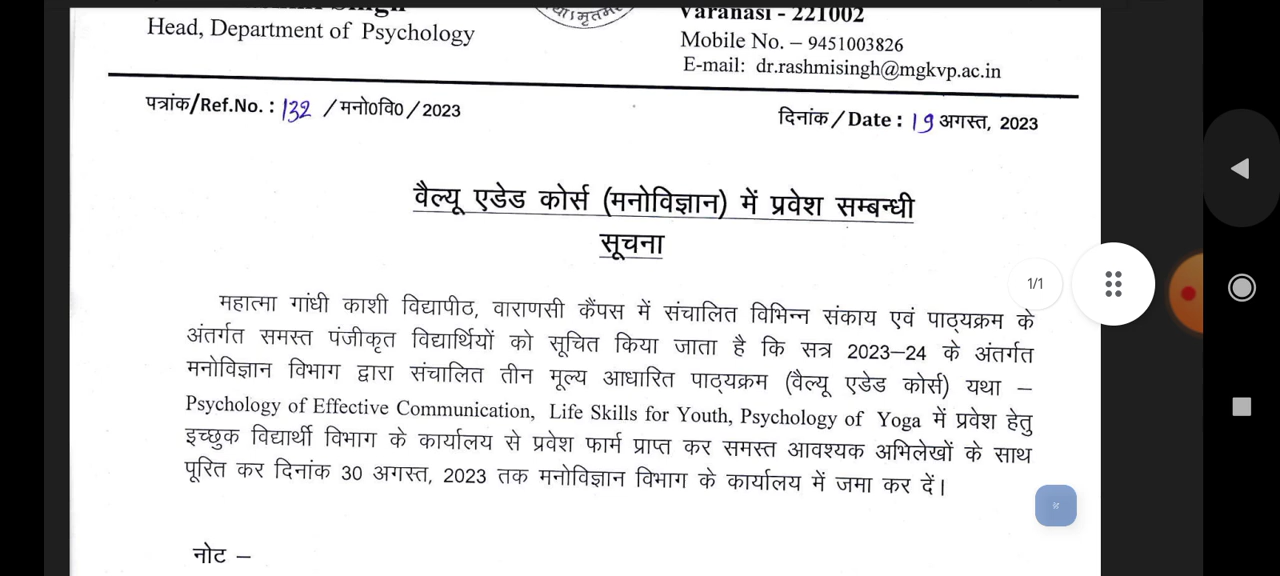 Head, Department of Psychology
Varanasi - 221002
Mobile No. – 9451003826
E-mail: dr.rashmisingh@mgkvp.ac.in
पत्रांक/Ref.No. : 132 / मनो0वि0 / 2023
दिनांक / Date : 19 अगस्त, 2023
वैल्यू एडेड कोर्स (मनोविज्ञान) में प्रवेश सम्बन्धी
सूचना
महात्मा गांधी काशी विद्यापीठ, वाराणसी कैंपस में संचालित विभिन्न संकाय एवं पाठ्यक्रम के
अंतर्गत समस्त पंजीकृत विद्यार्थियों को सूचित किया जाता है कि सत्र 2023–24 के अंतर्गत
मनोविज्ञान विभाग द्वारा संचालित तीन मूल्य आधारित पाठ्यक्रम (वैल्यू एडेड कोर्स) यथा –
Psychology of Effective Communication, Life Skills for Youth, Psychology of Yoga में प्रवेश हेतु
इच्छुक विद्यार्थी विभाग के कार्यालय से प्रवेश फार्म प्राप्त कर समस्त आवश्यक अभिलेखों के साथ
पूरित कर दिनांक 30 अगस्त, 2023 तक मनोविज्ञान विभाग के कार्यालय में जमा कर दें।
नोट –
1/1